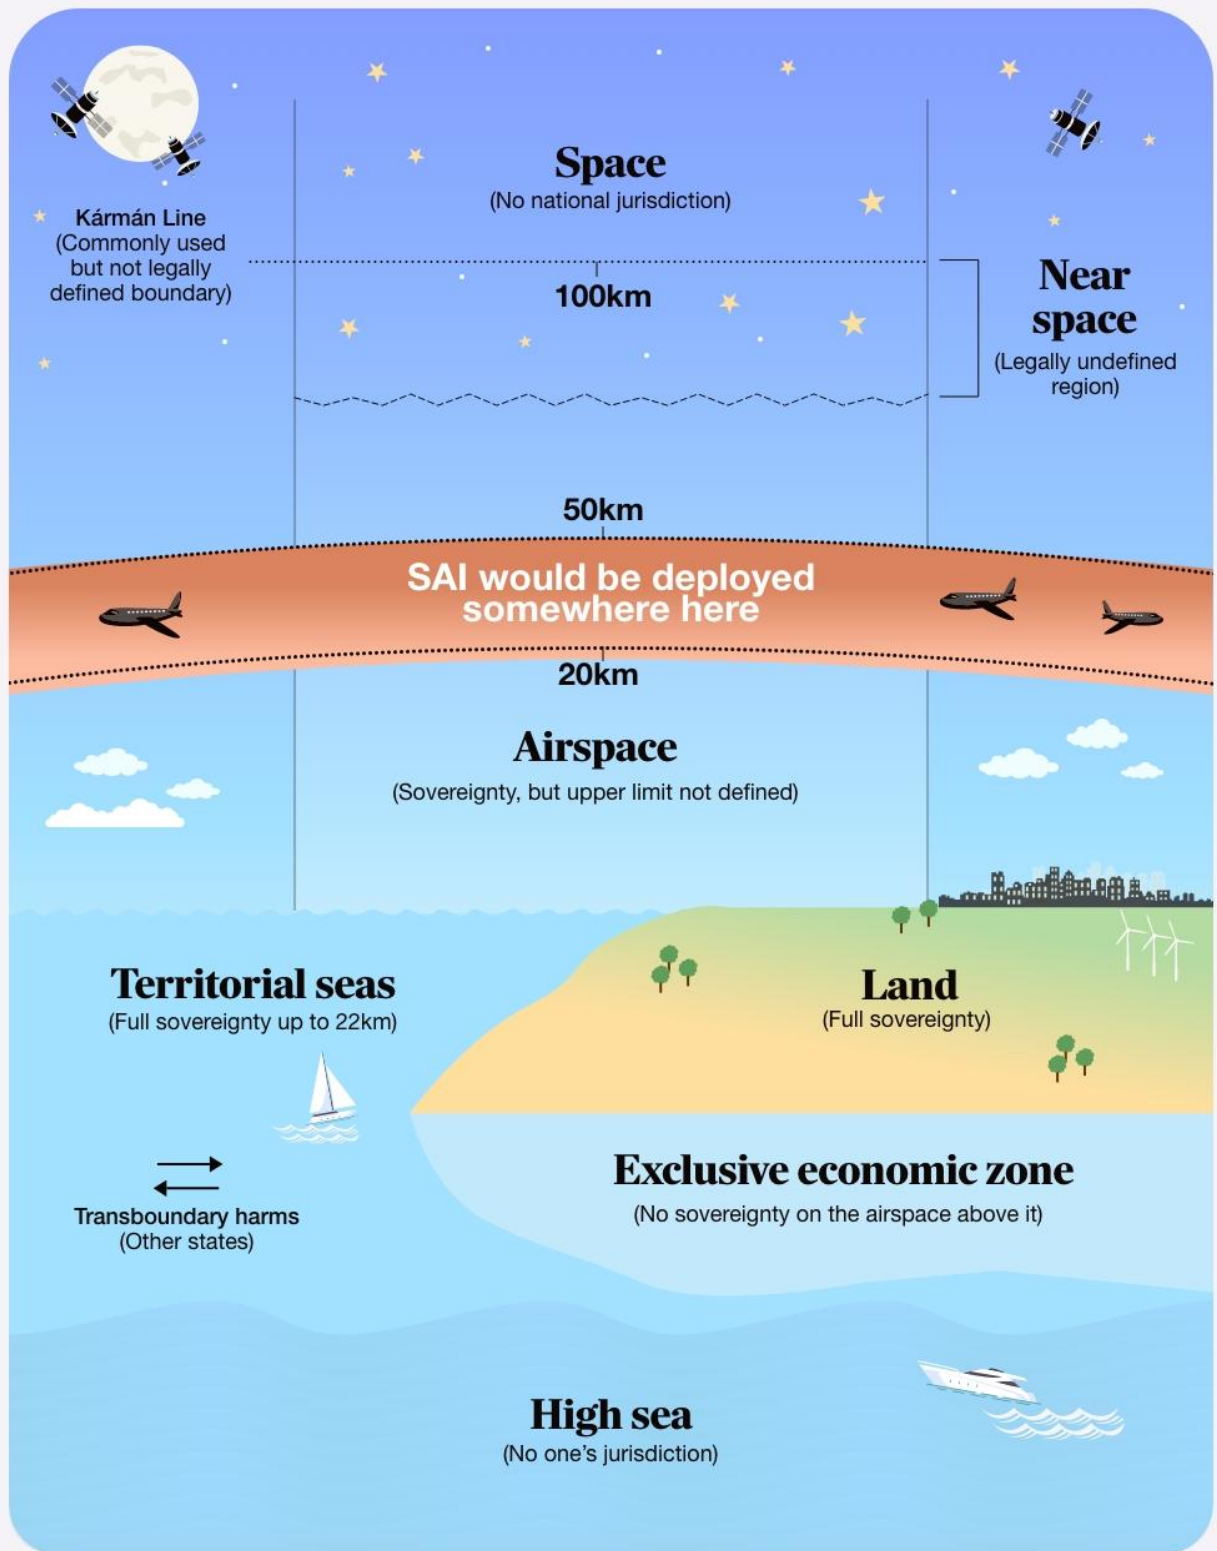 Space
(No national jurisdiction)
Kármán Line
(Commonly used
but not legally
defined boundary)
100km
Near
space
(Legally undefined
region)
50km
SAI would be deployed
somewhere here
20km
Airspace
(Sovereignty, but upper limit not defined)
Territorial seas
(Full sovereignty up to 22km)
Land
(Full sovereignty)
Transboundary harms
(Other states)
Exclusive economic zone
(No sovereignty on the airspace above it)
High sea
(No one’s jurisdiction)